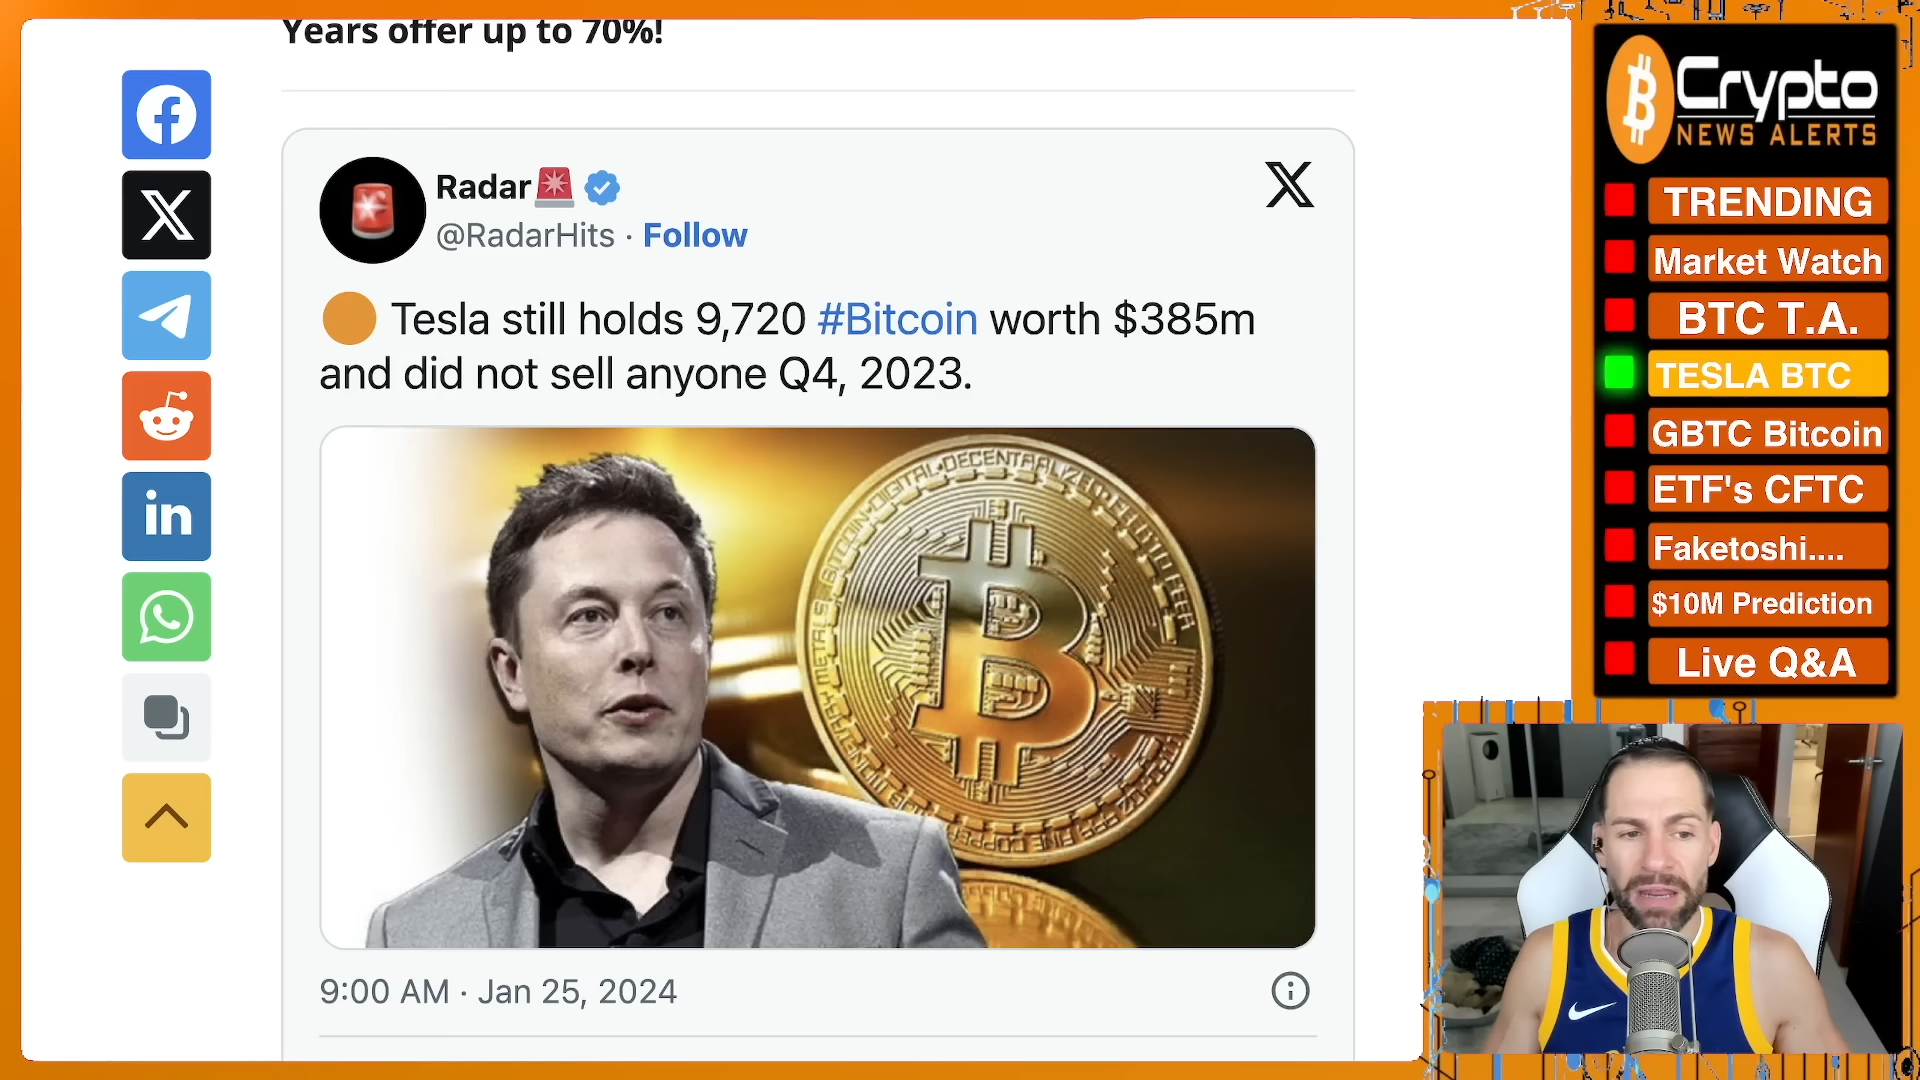 Years offer up to 70%!
Radar
@RadarHits · Follow
Tesla still holds 9,720 #Bitcoin worth $385m
and did not sell anyone Q4, 2023.
9:00 AM · Jan 25, 2024
in
Crypto
NEWS ALERTS
TRENDING
Market Watch
BTC T.A.
TESLA BTC
GBTC Bitcoin
ETF's CFTC
Faketoshi....
$10M Prediction
Live Q&A